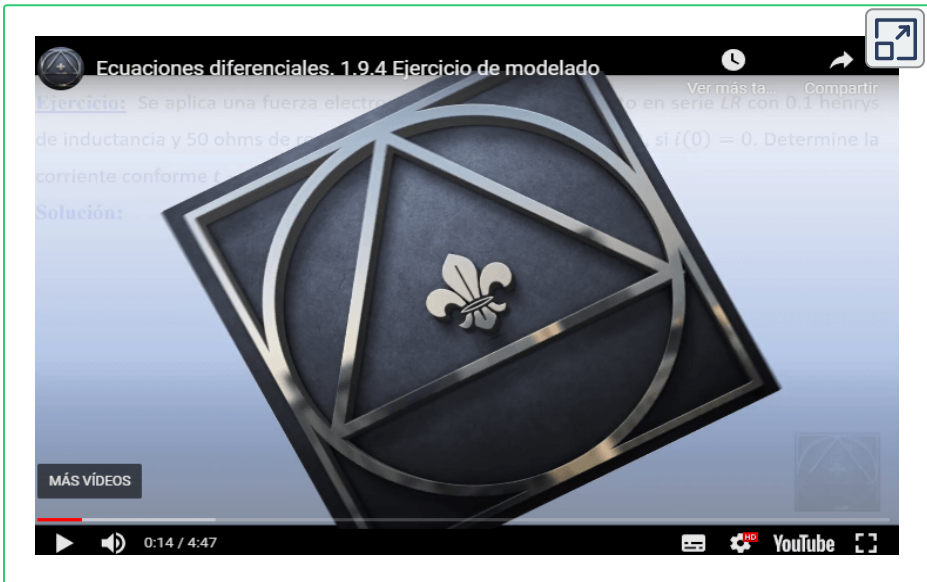 Ecuaciones diferenciales. 1.9.4 Ejercicio de modelado
Ver más ta... Compartir
Ejercicio: Se aplica una fuerza electro en serie LR con 0.1 henrys
de inductancia y 50 ohms de si i(0) = 0. Determine la
corriente conforme t
Solución:
MÁS VÍDEOS
0:14 / 4:47
HD
YouTube